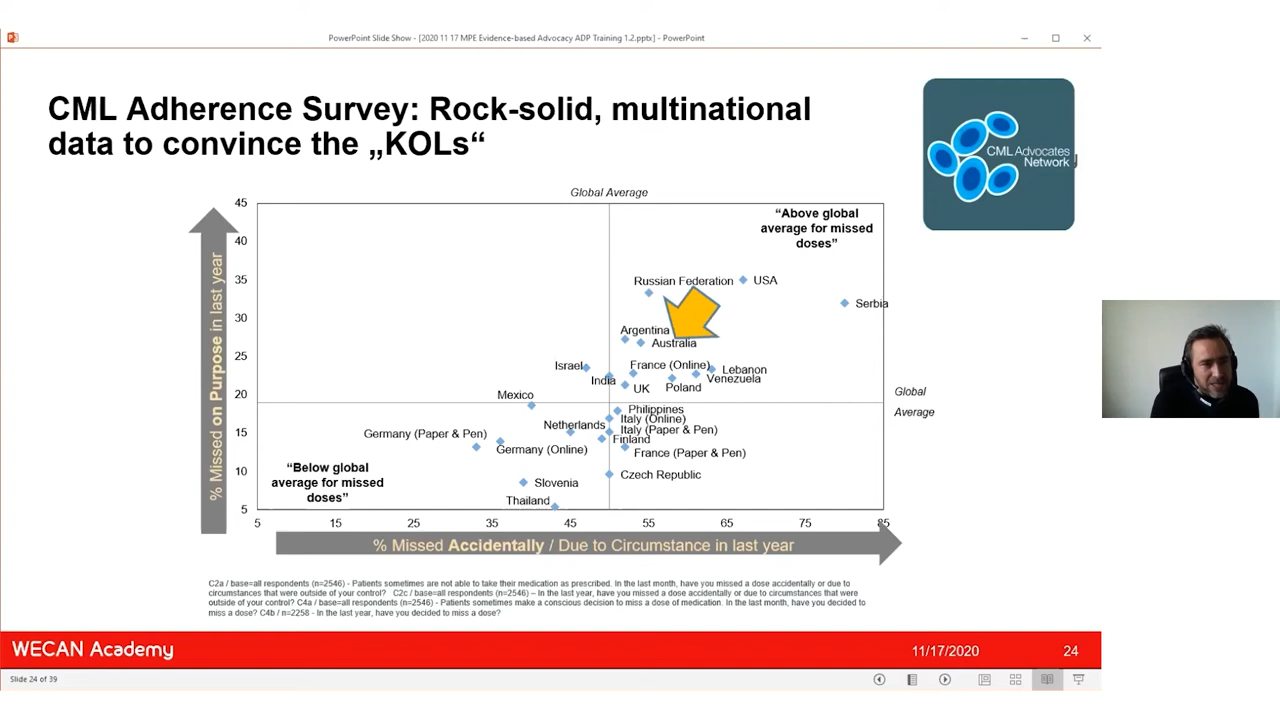 PowerPoint Slide Show - [2020 11 17 MPE Evidence-based Advocacy ADP Training 1.2.pptx] - PowerPoint
CML Adherence Survey: Rock-solid, multinational
data to convince the „KOLs“
CML Advocates
Network
Global Average
45
40
35
30
25
20
15
10
5
% Missed on Purpose in last year
“Above global
average for missed
doses”
Russian Federation
USA
Serbia
Argentina
Australia
Israel
France (Online)
Lebanon
India
Venezuela
UK
Poland
Global
Average
Mexico
Philippines
Italy (Online)
Netherlands
Italy (Paper & Pen)
Germany (Paper & Pen)
Finland
Germany (Online)
France (Paper & Pen)
“Below global
average for missed
doses”
Czech Republic
Slovenia
Thailand
5 15 25 35 45 55 65 75 85
% Missed Accidentally / Due to Circumstance in last year
C2a / base=all respondents (n=2546) - Patients sometimes are not able to take their medication as prescribed. In the last month, have you missed a dose accidentally or due to
circumstances that were outside of your control? C2c / base=all respondents (n=2546) – In the last year, have you missed a dose accidentally or due to circumstances that were
outside of your control? C4a / base=all respondents (n=2546) - Patients sometimes make a conscious decision to miss a dose of medication. In the last month, have you decided to
miss a dose? C4b / n=2258 - In the last year, have you decided to miss a dose?
WECAN Academy
11/17/2020
24
Slide 24 of 39